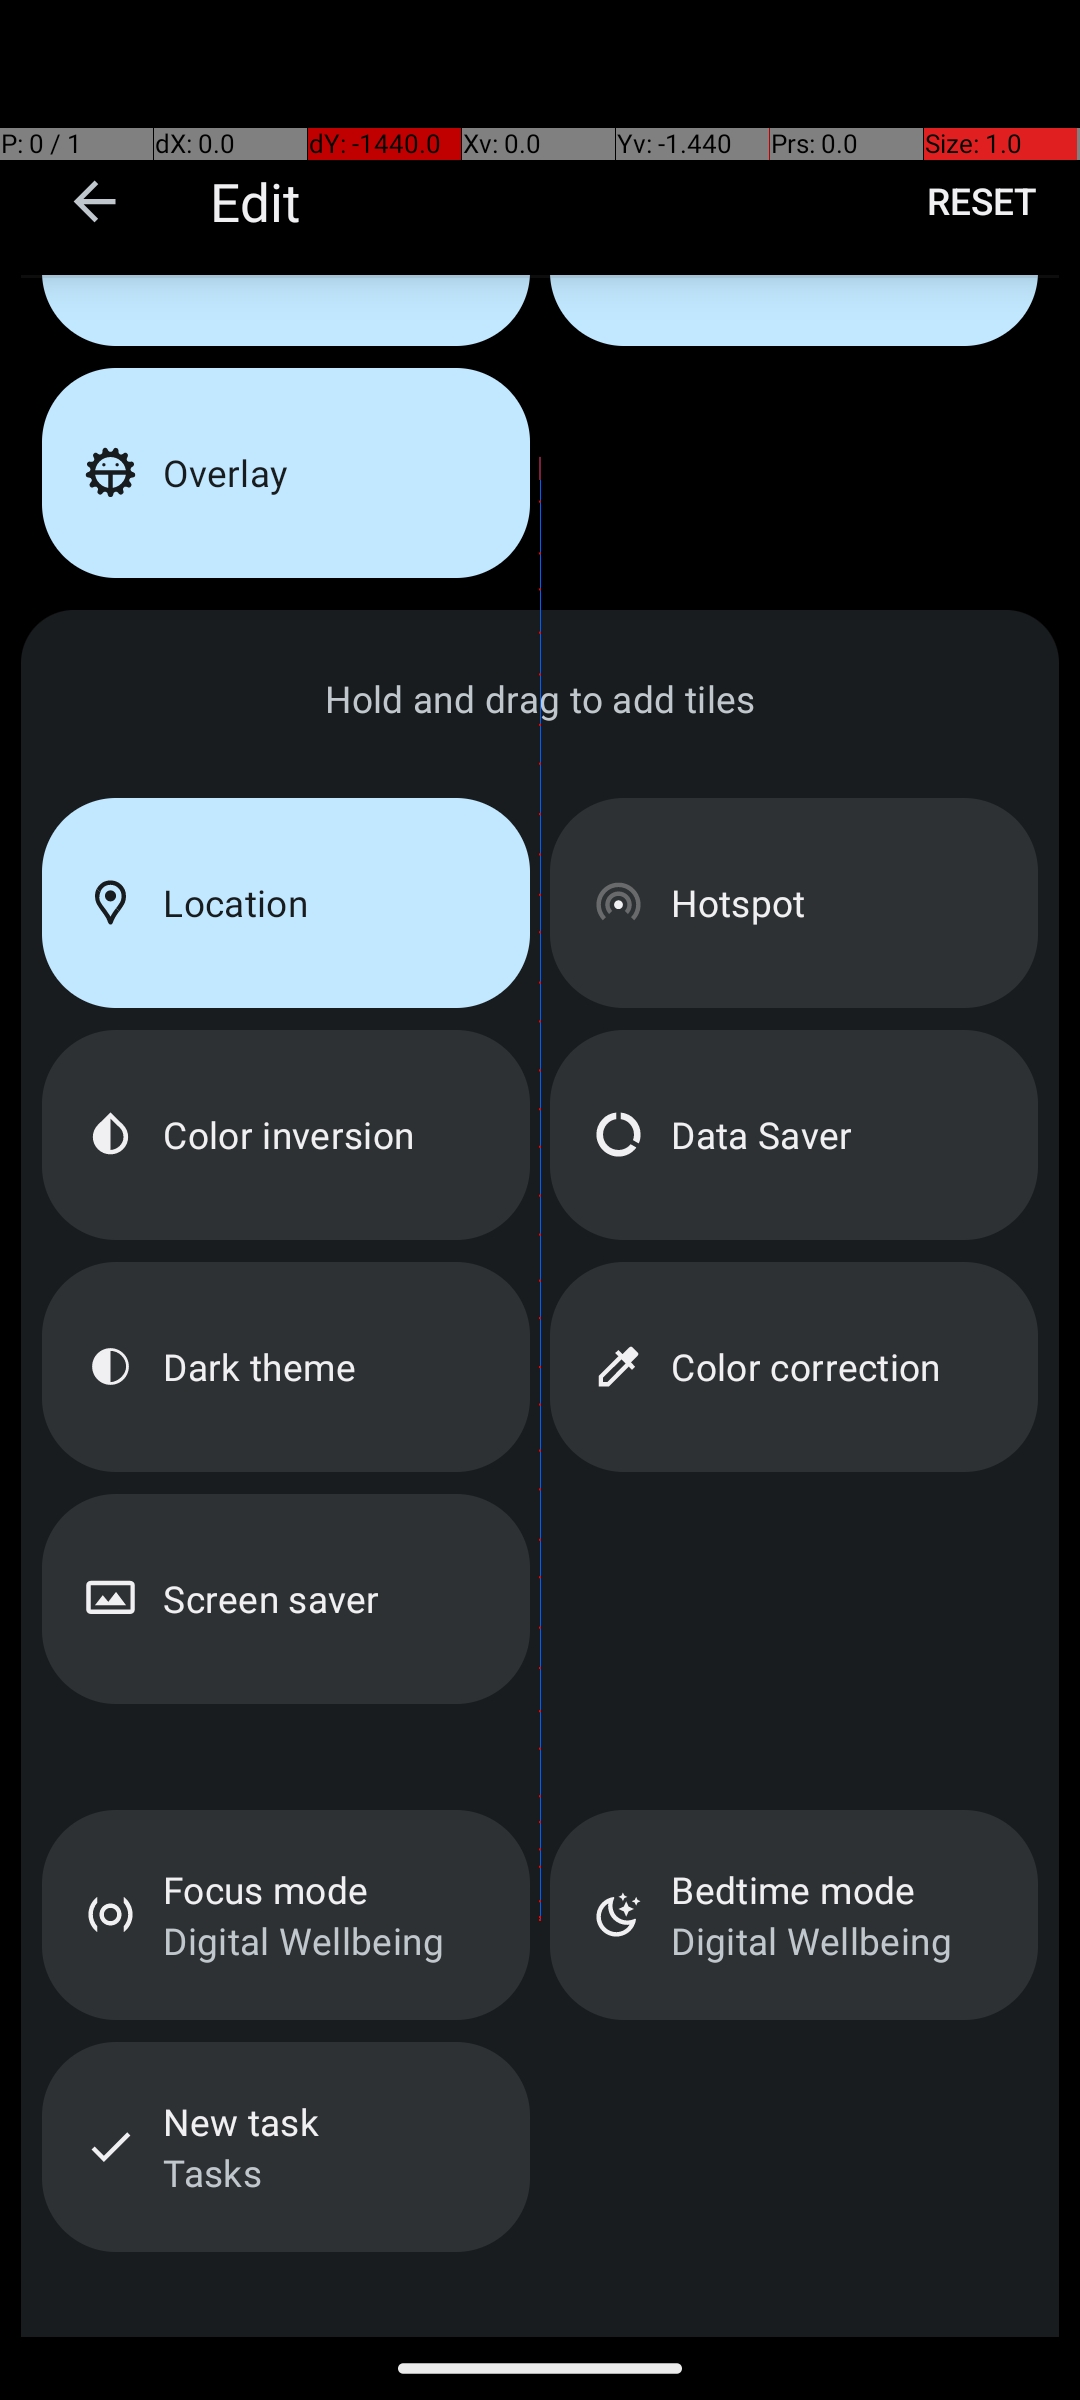 P: 0 / 1 dX: 0.0 dY: -1440.0 Xv: 0.0 Yv: -1.440 Prs: 0.0 Size: 1.0
Edit RESET
Overlay
Hold and drag to add tiles
Location Hotspot
Color inversion Data Saver
Dark theme Color correction
Screen saver
Focus mode Bedtime mode
Digital Wellbeing Digital Wellbeing
New task
Tasks